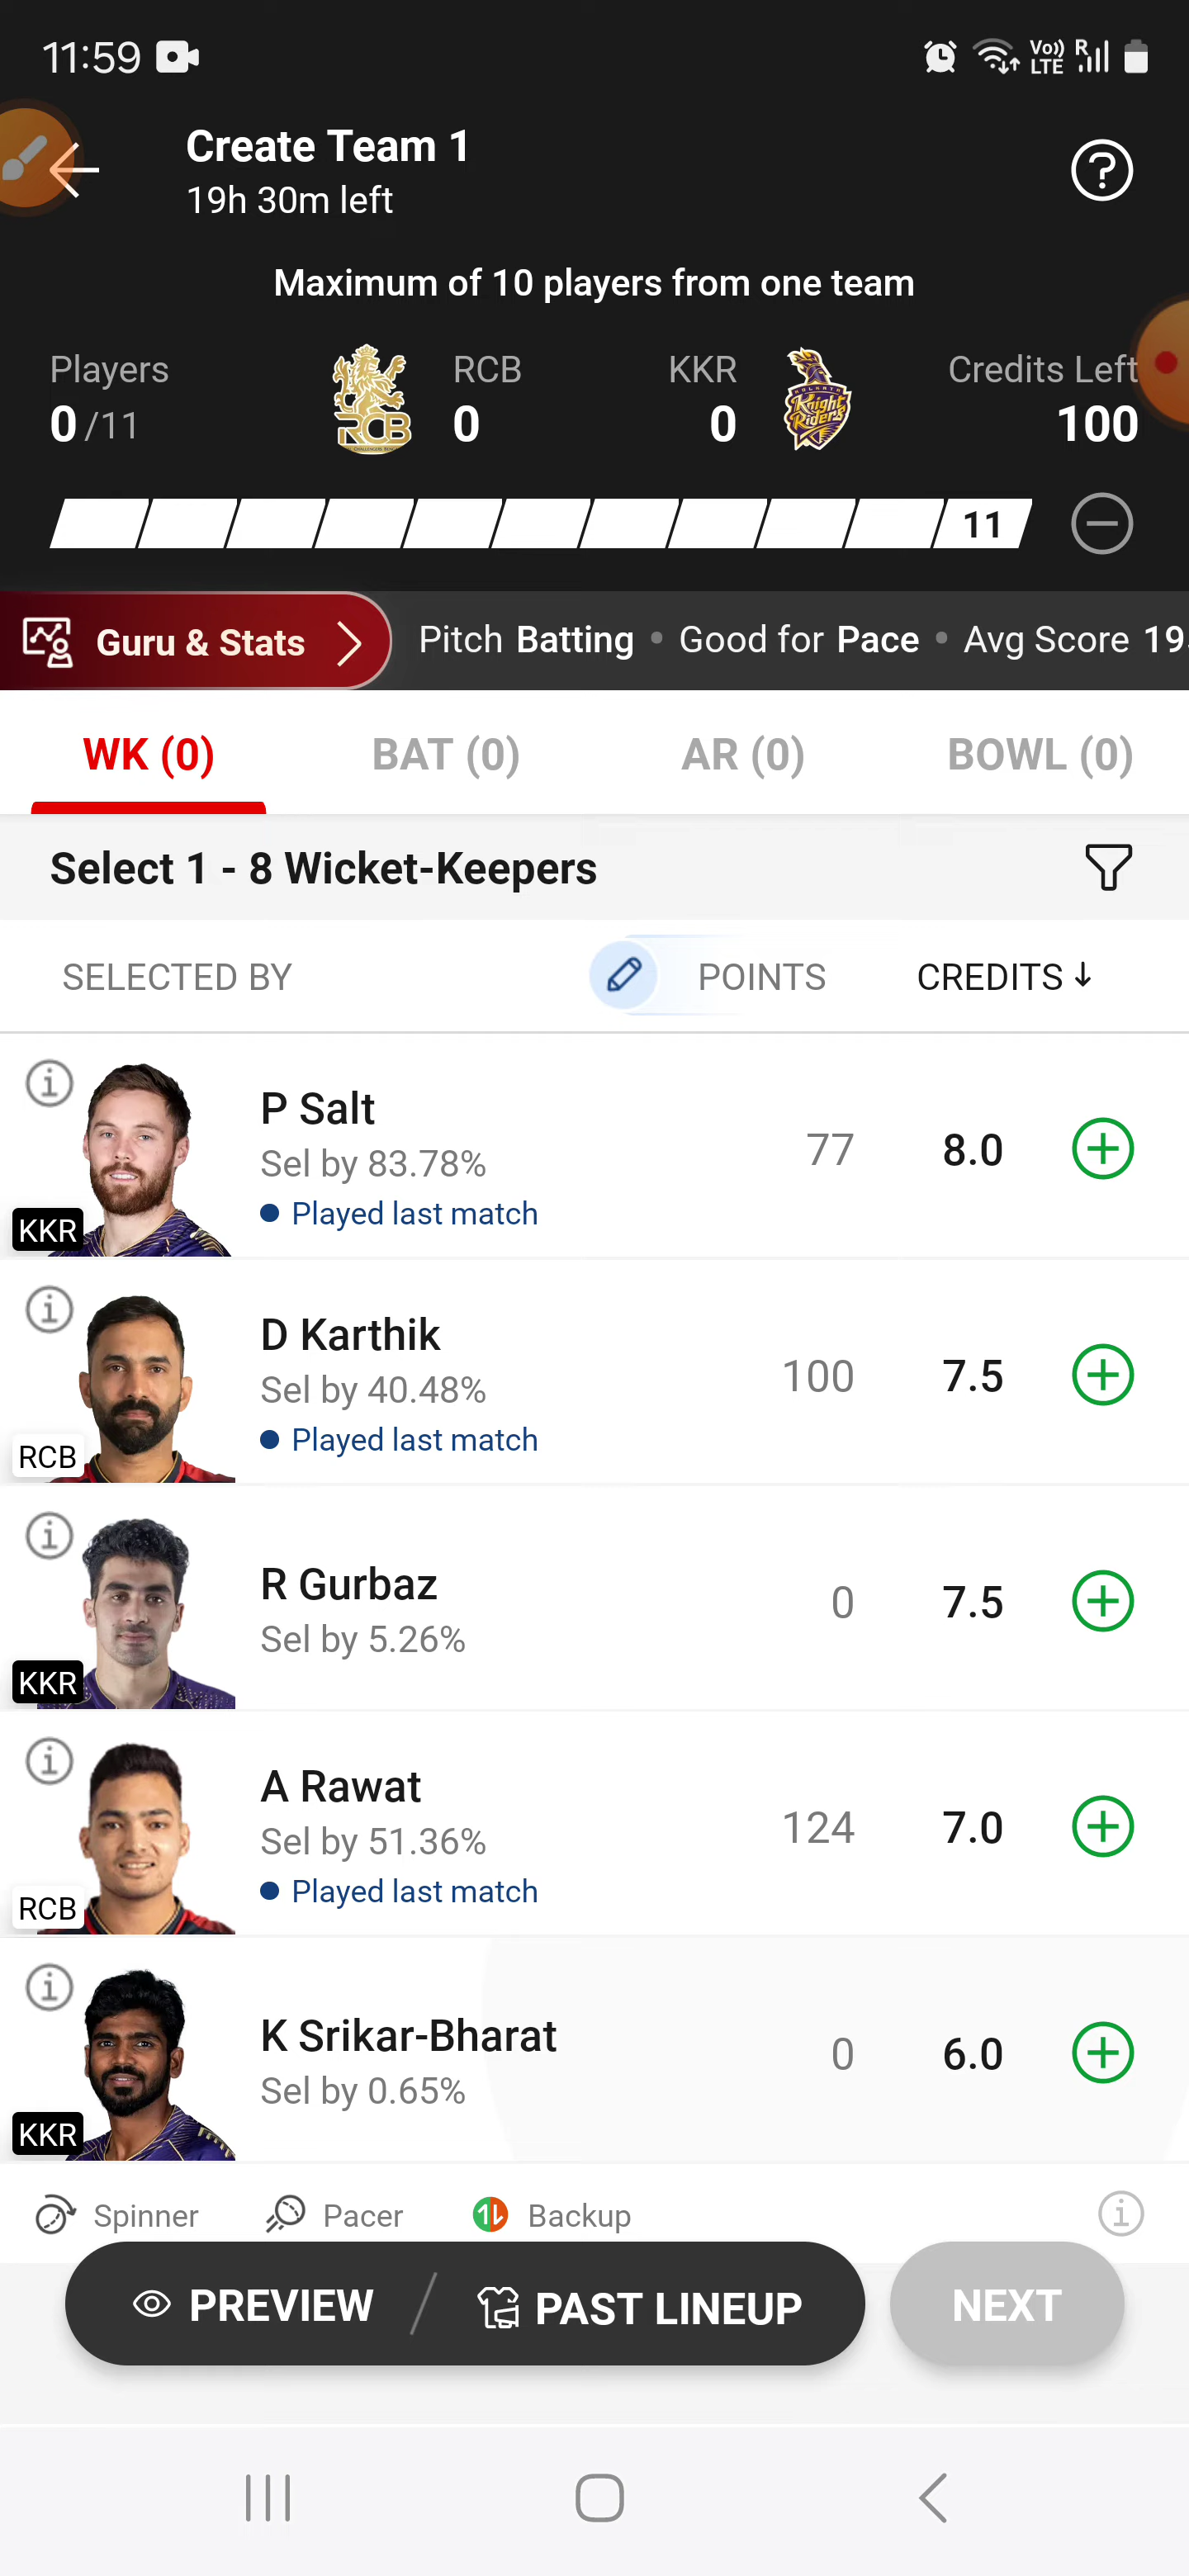 11:59
Vo)) R
LTE
Create Team 1
19h 30m left
Maximum of 10 players from one team
Players RCB KKR Credits Left
0/11 0 0 100
RCB
KOLKATA
Knight
Riders
11
Guru & Stats Pitch Batting • Good for Pace • Avg Score
WK (0) BAT (0) AR (0) BOWL (0)
Select 1 - 8 Wicket-Keepers
SELECTED BY POINTS CREDITS ↓
P Salt
Sel by 83.78%
Played last match
77 8.0
KKR
D Karthik
Sel by 40.48%
Played last match
100 7.5
RCB
R Gurbaz
Sel by 5.26%
0 7.5
KKR
A Rawat
Sel by 51.36%
Played last match
124 7.0
RCB
K Srikar-Bharat
Sel by 0.65%
0 6.0
KKR
Spinner Pacer Backup
PREVIEW PAST LINEUP NEXT